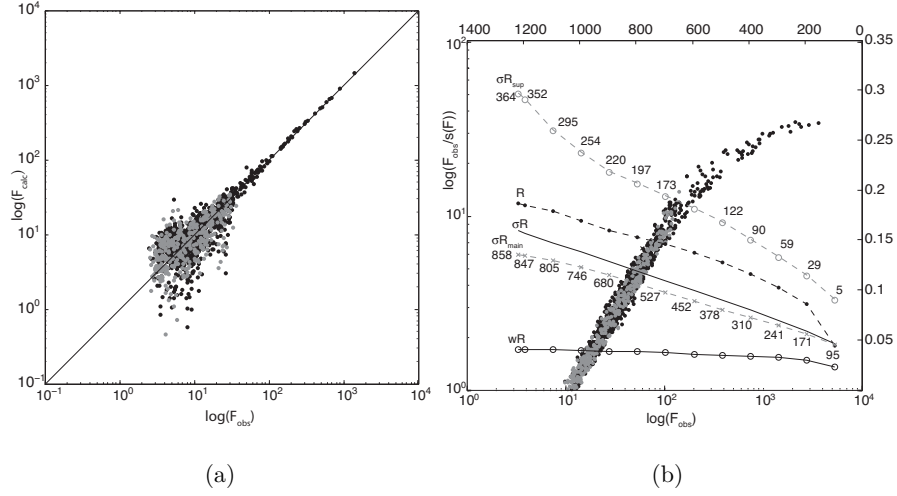 10^4
10^3
10^2
10^1
10^0
10^−1
10^−1 10^0 10^1 10^2 10^3 10^4
log(F_calc)
log(F_obs)
(a)
1200 1000 800 600 400 200 0
10^2
10^1
10^0
0.35
0.3
0.25
0.2
0.15
0.1
0.05
log(F_obs/s(F))
σR_sup
364 352
295
254
220
197
173
122
90
59
29
5
R
σR
σR_main
858
847
805
746
680
527
452
378
310
241
171
95
wR
10^0 10^1 10^2 10^3 10^4
log(F_obs)
(b)